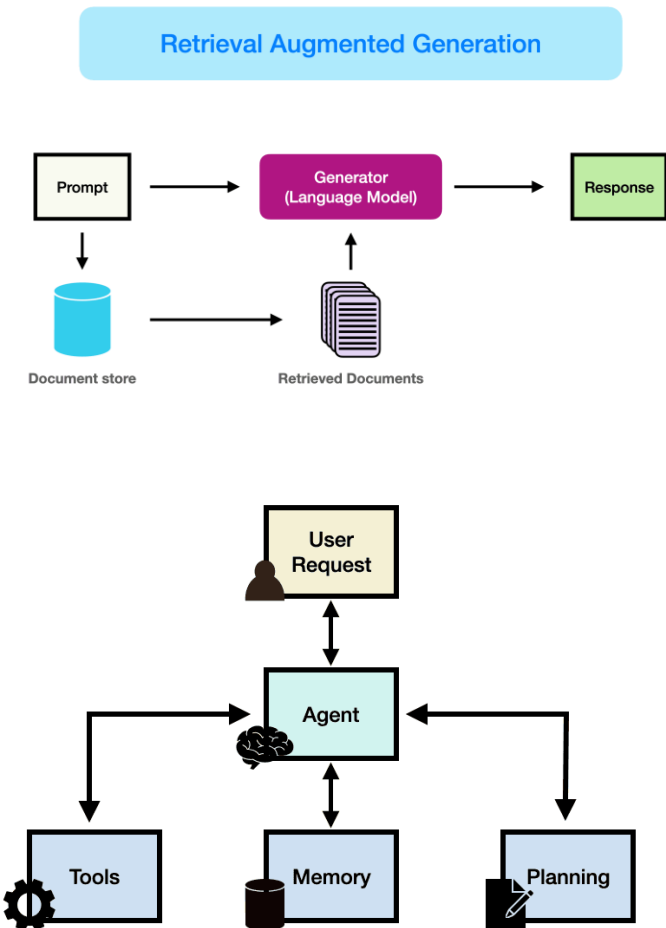 Retrieval Augmented Generation
Prompt
Generator
(Language Model)
Response
Document store
Retrieved Documents
User
Request
Agent
Tools
Memory
Planning